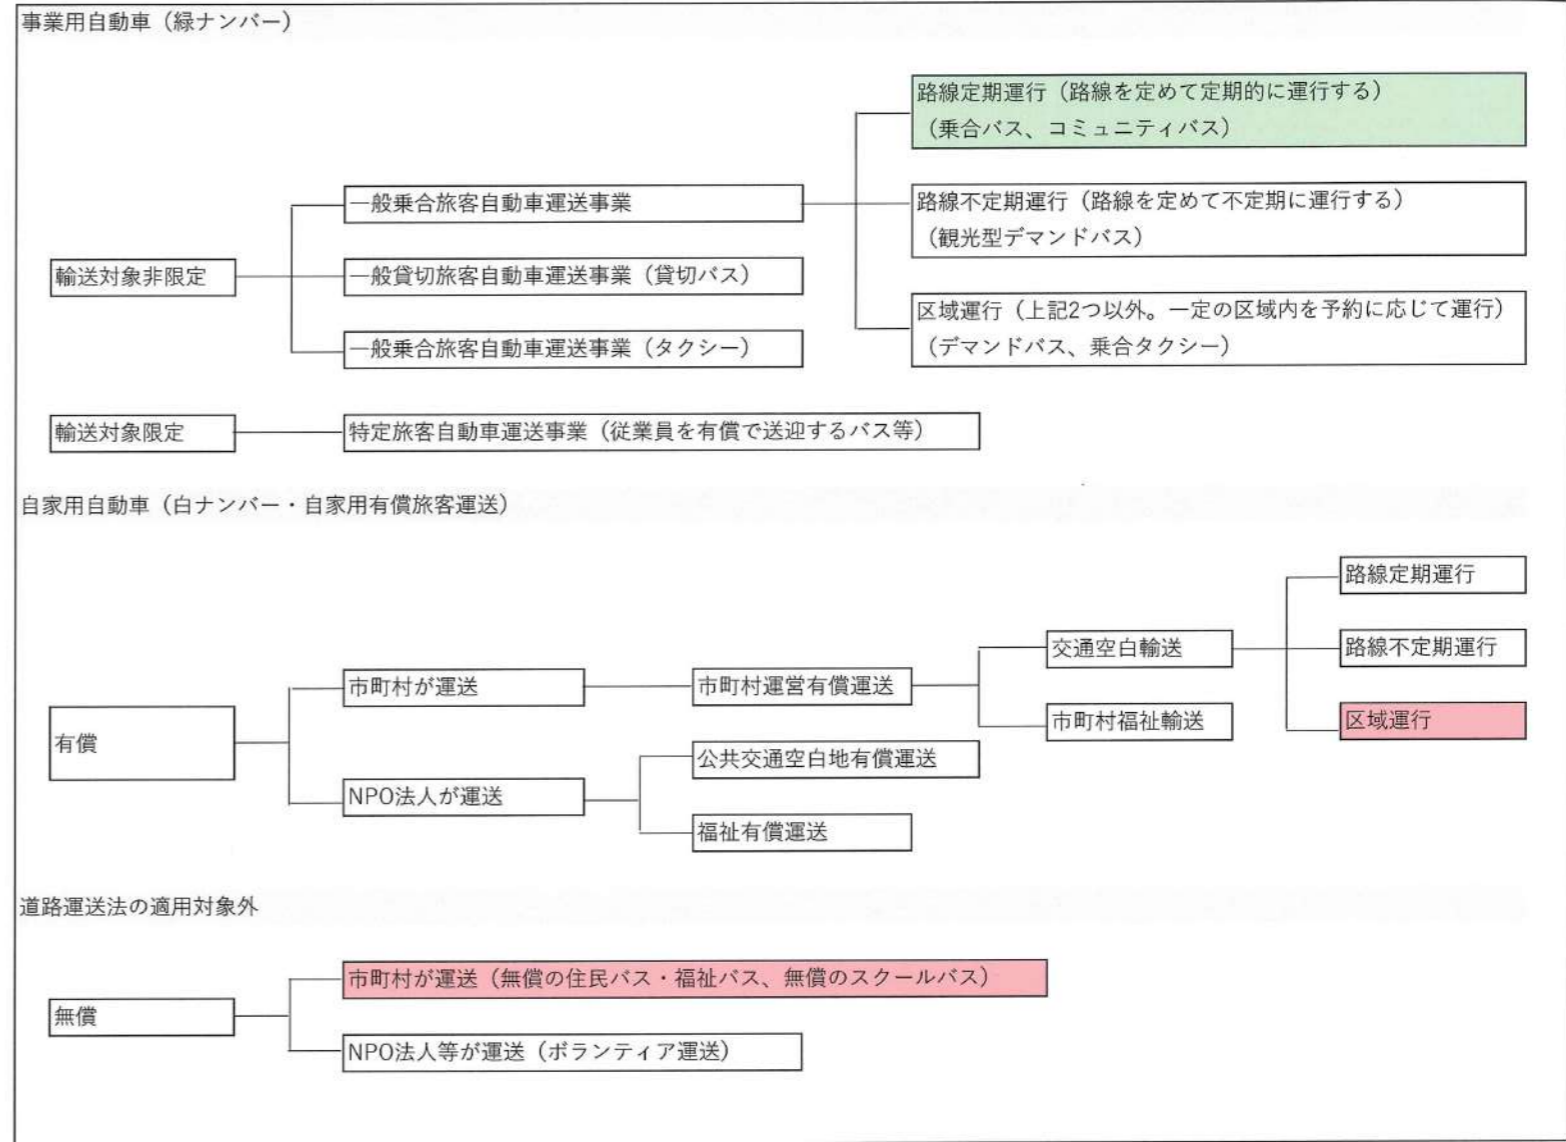 事業用自動車（緑ナンバー）
路線定期運行（路線を定めて定期的に運行する）
（乗合バス、コミュニティバス）
一般乗合旅客自動車運送事業
路線不定期運行（路線を定めて不定期に運行する）
（観光型デマンドバス）
輸送対象非限定
一般貸切旅客自動車運送事業（貸切バス）
区域運行（上記2つ以外。一定の区域内を予約に応じて運行）
（デマンドバス、乗合タクシー）
一般乗合旅客自動車運送事業（タクシー）
輸送対象限定
特定旅客自動車運送事業（従業員を有償で送迎するバス等）
自家用自動車（白ナンバー・自家用有償旅客運送）
路線定期運行
交通空白輸送
路線不定期運行
市町村が運送
市町村運営有償運送
市町村福祉輸送
区域運行
有償
公共交通空白地有償運送
NPO法人が運送
福祉有償運送
道路運送法の適用対象外
市町村が運送（無償の住民バス・福祉バス、無償のスクールバス）
無償
NPO法人等が運送（ボランティア運送）